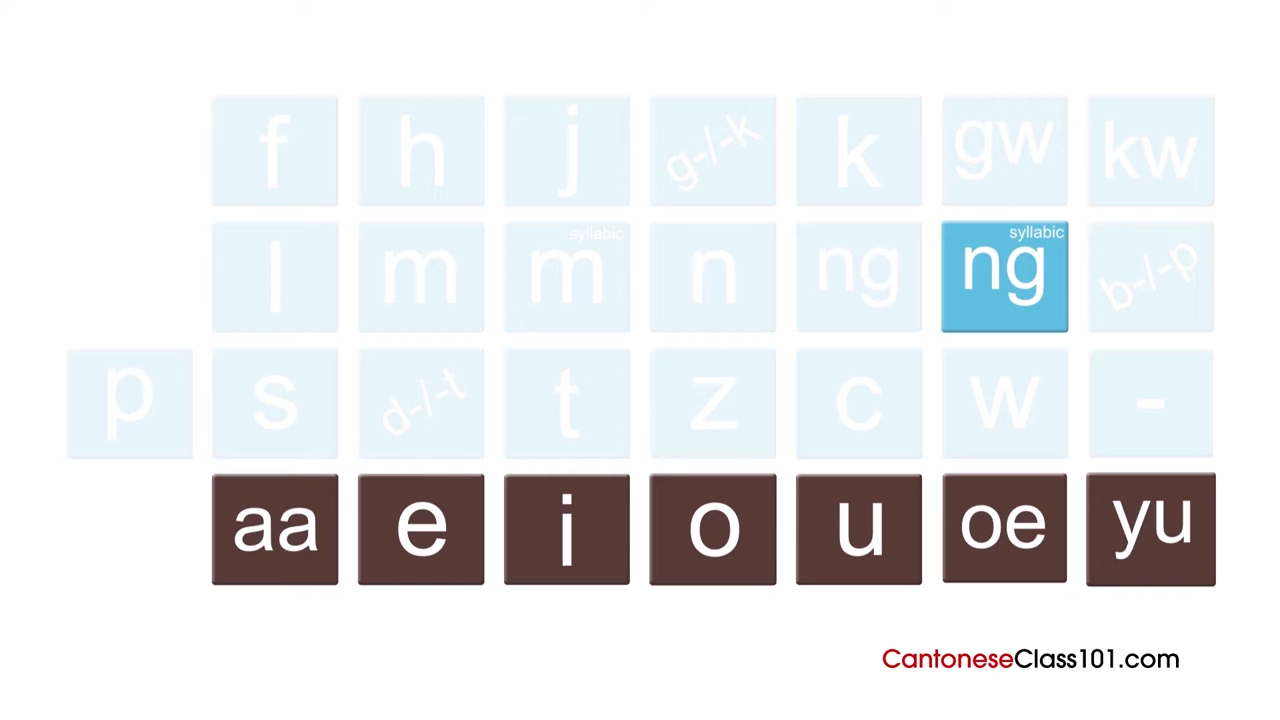 f h j g-/-k k gw kw
l m syllabic m n ng ng syllabic b-/-p
p s d-/-t t z c w -
aa e i o u oe yu
CantoneseClass101.com